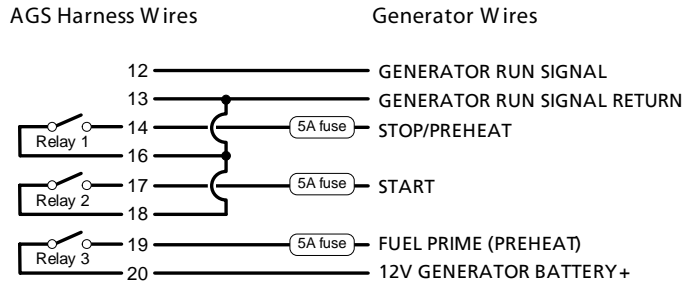 AGS Harness Wires Generator Wires
12 GENERATOR RUN SIGNAL
13 GENERATOR RUN SIGNAL RETURN
14 5A fuse STOP/PREHEAT
Relay 1
16
17 5A fuse START
Relay 2
18
19 5A fuse FUEL PRIME (PREHEAT)
Relay 3
20 12V GENERATOR BATTERY+